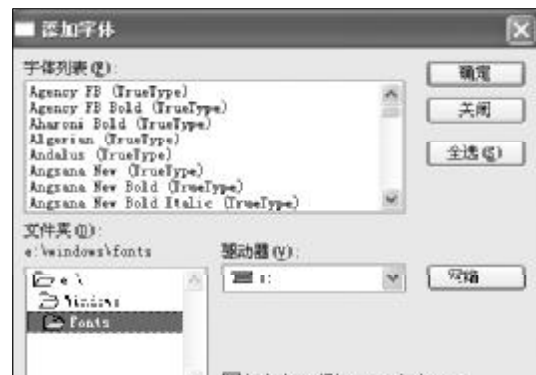 添加字体
字体列表(F):
确定
Agency FB (TrueType)
Agency FB Bold (TrueType)
Aharoni Bold (TrueType)
Algerian (TrueType)
Andalus (TrueType)
Angsana New (TrueType)
Angsana New Bold (TrueType)
Angsana New Bold Italic (TrueType)
关闭
全选(S)
文件夹(D):
e:\windows\fonts
驱动器(V):
e:\
Windows
Fonts
e:
网络